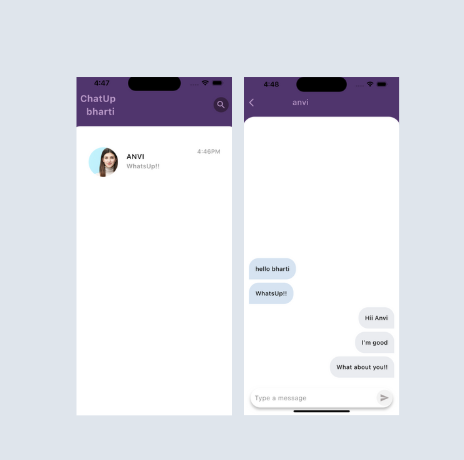 4:47
ChatUp
bharti
ANVI
4:46PM
WhatsUp!!
4:46
anvi
hello bharti
WhatsUp!!
Hii Anvi
I'm good
What about you!!
Type a message